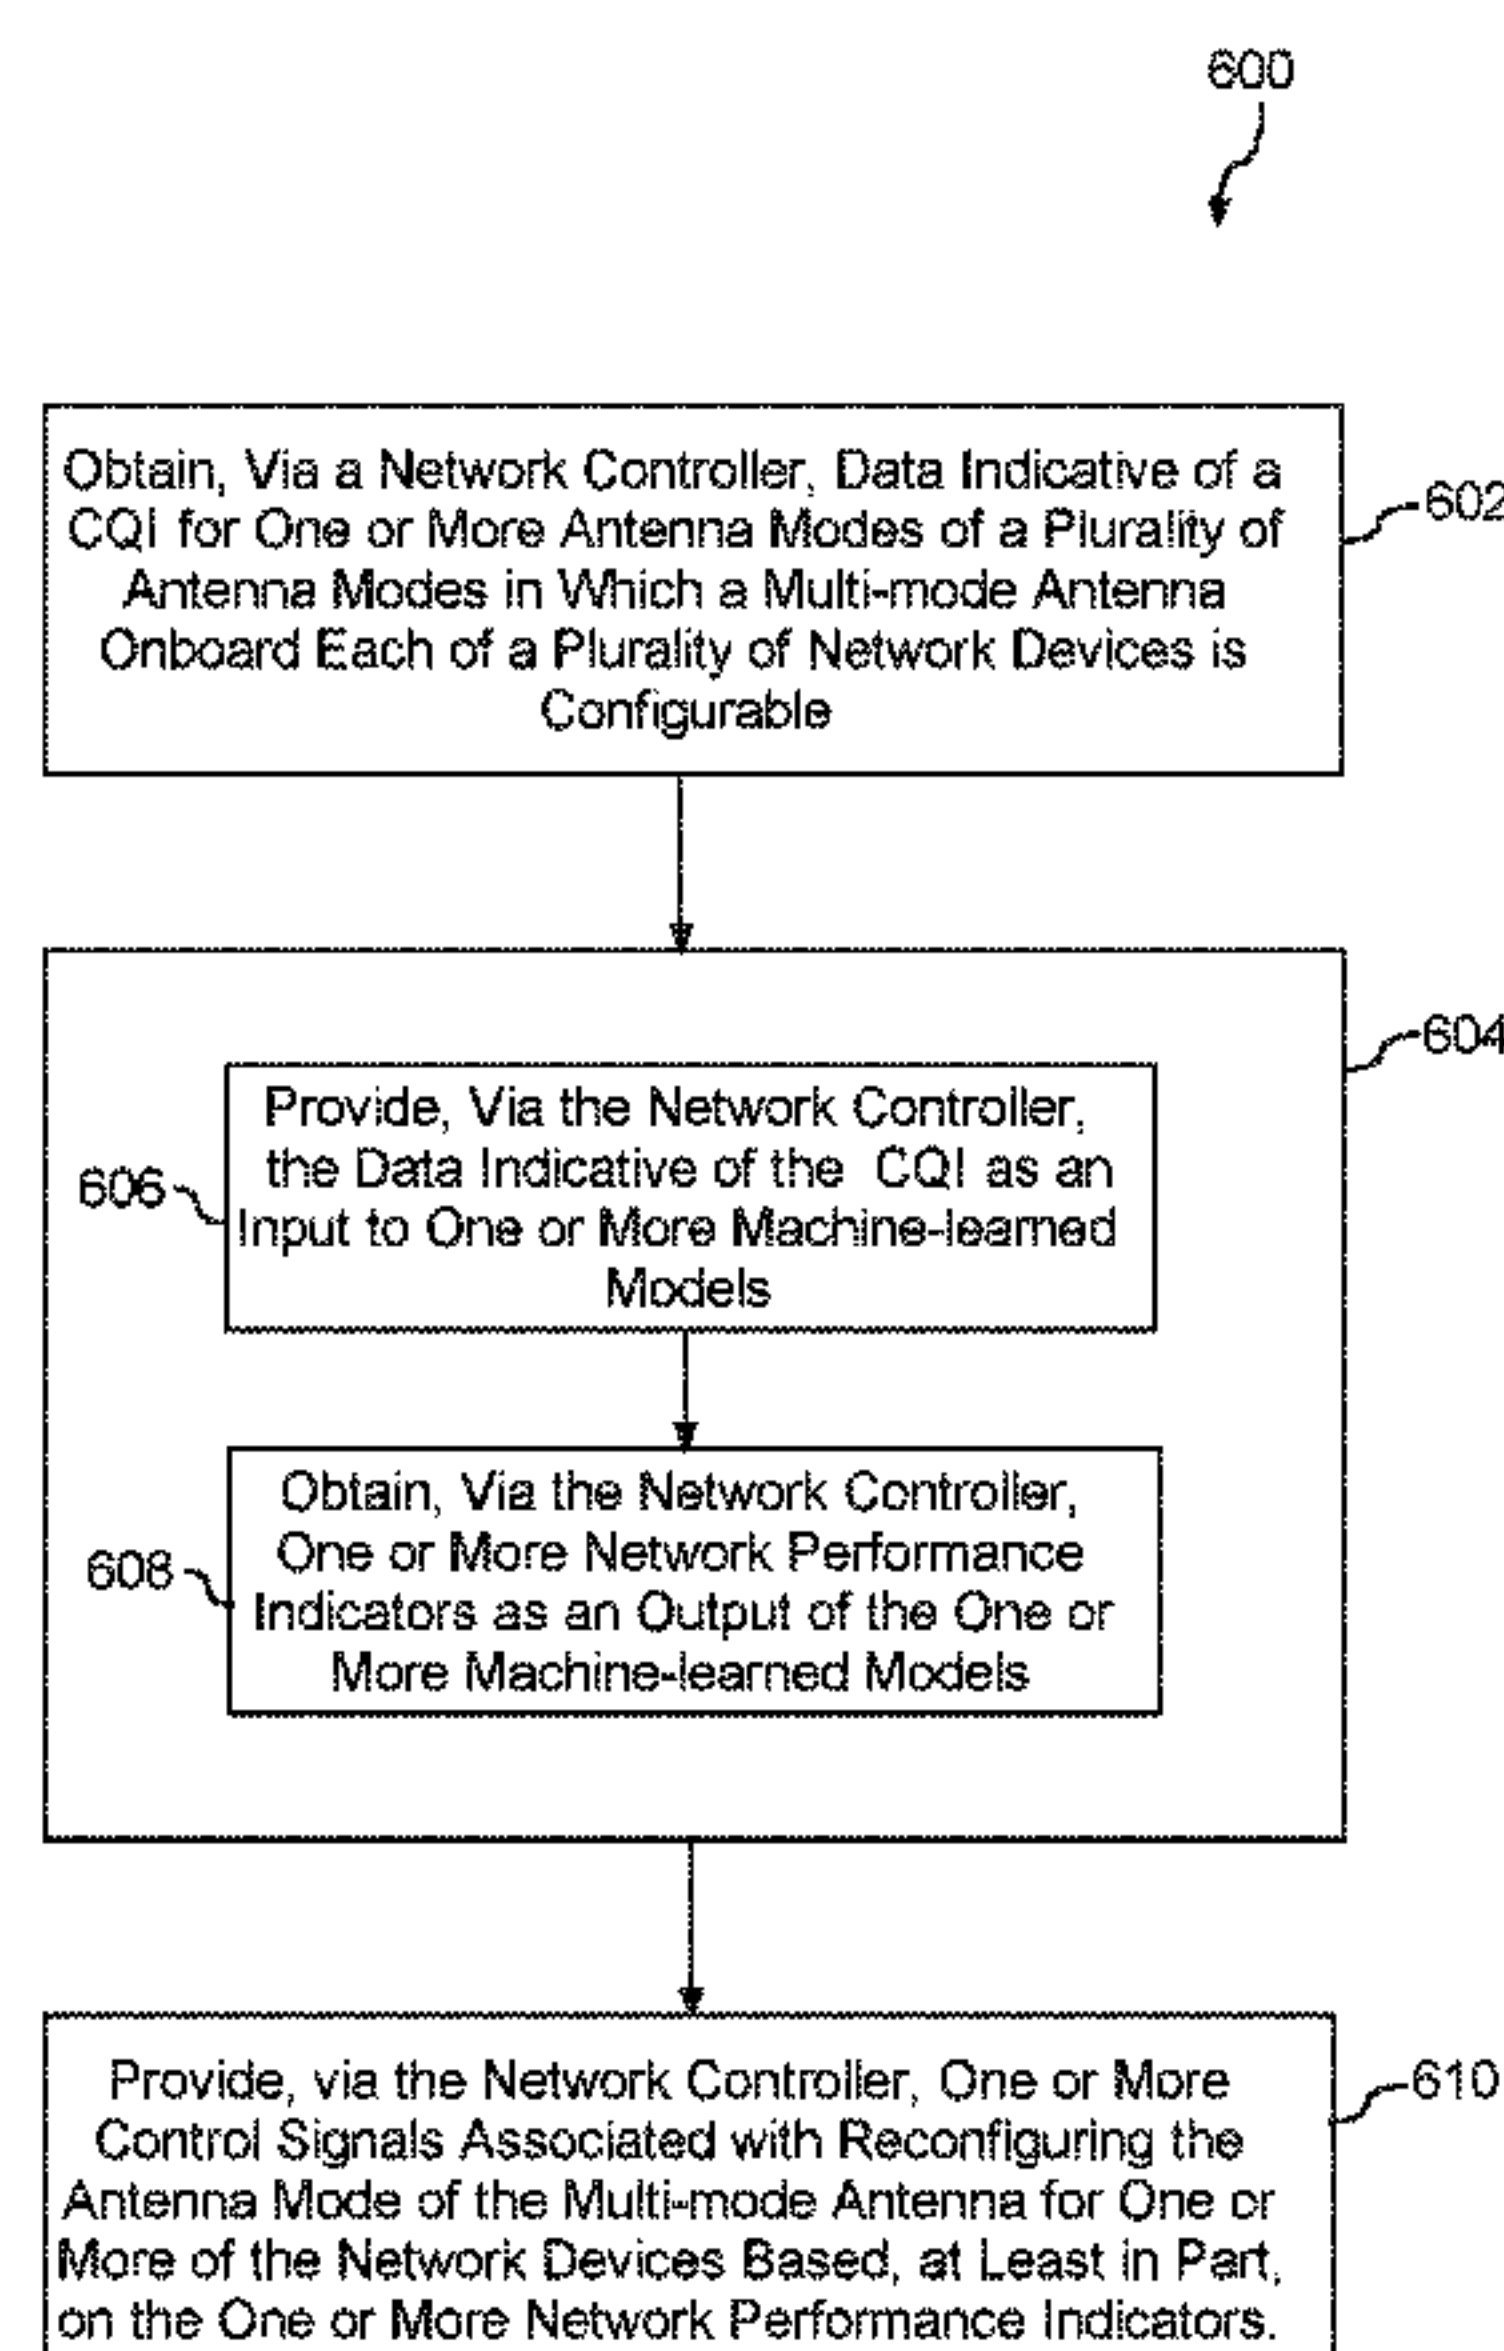 600
Obtain, Via a Network Controller, Data Indicative of a
CQI for One or More Antenna Modes of a Plurality of
Antenna Modes in Which a Multi-mode Antenna
Onboard Each of a Plurality of Network Devices is
Configurable
602
604
Provide, Via the Network Controller,
the Data Indicative of the CQI as an
Input to One or More Machine-learned
Models
606
Obtain, Via the Network Controller,
One or More Network Performance
Indicators as an Output of the One or
More Machine-learned Models
608
Provide, via the Network Controller, One or More
Control Signals Associated with Reconfiguring the
Antenna Mode of the Multi-mode Antenna for One or
More of the Network Devices Based, at Least in Part,
on the One or More Network Performance Indicators.
610